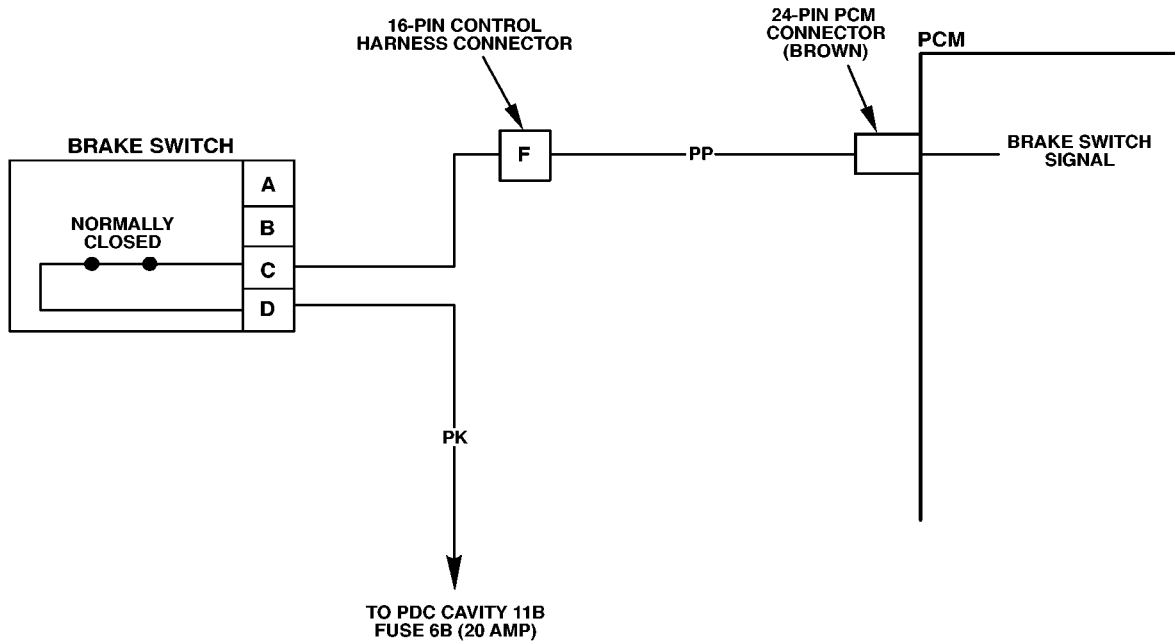 16-PIN CONTROL
HARNESS CONNECTOR
24-PIN PCM
CONNECTOR
(BROWN)
PCM
BRAKE SWITCH
A
B
C
D
NORMALLY
CLOSED
F
PP
BRAKE SWITCH
SIGNAL
PK
TO PDC CAVITY 11B
FUSE 6B (20 AMP)